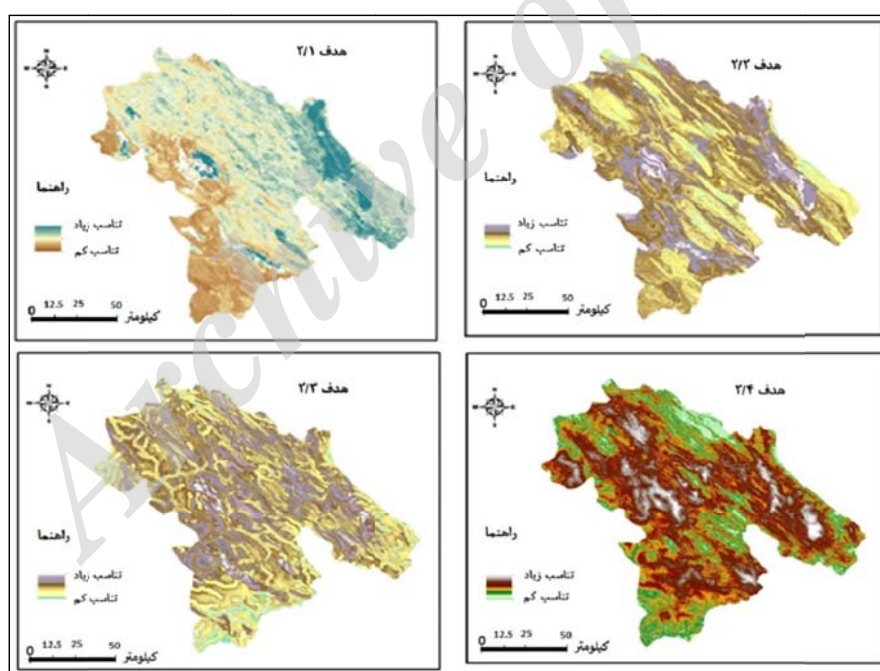 هدف ۲/۱
N
W E
S
راهنما
تناسب زیاد
تناسب کم
0 12.5 25 50
کیلومتر
هدف ۲/۲
N
W E
S
راهنما
تناسب زیاد
تناسب کم
0 12.5 25 50
کیلومتر
هدف ۲/۳
N
W E
S
راهنما
تناسب زیاد
تناسب کم
0 12.5 25 50
کیلومتر
هدف ۲/۴
N
W E
S
راهنما
تناسب زیاد
تناسب کم
0 12.5 25 50
کیلومتر
Archive of